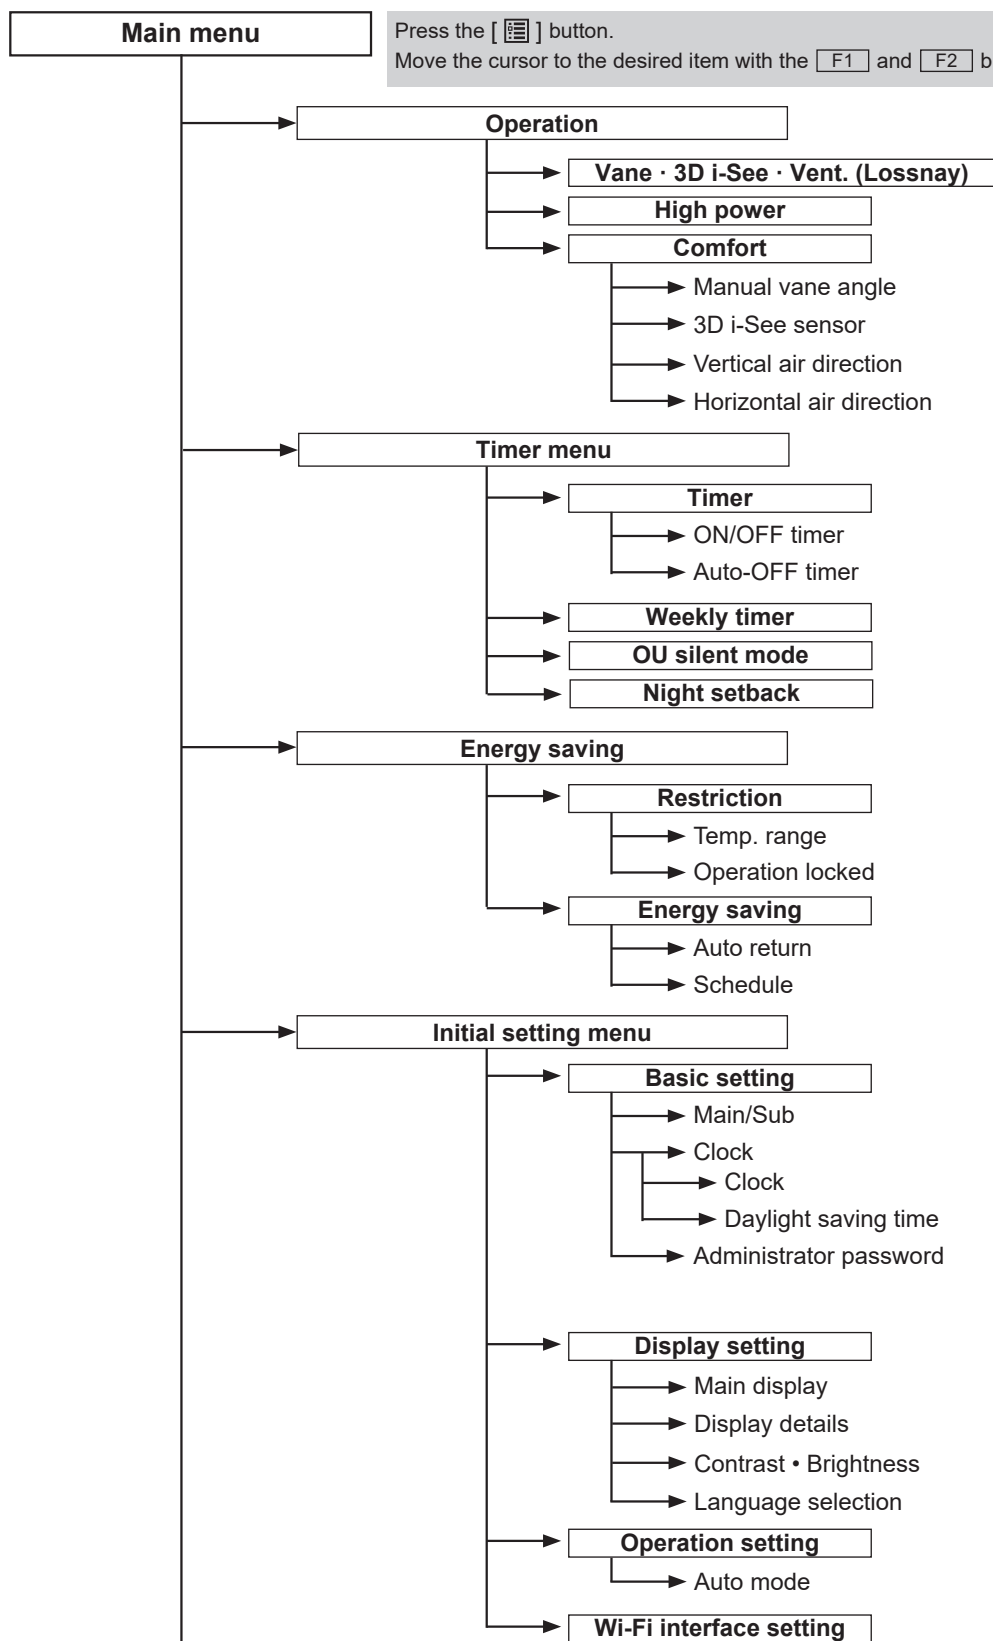 Main menu
Press the [ ] button.
Move the cursor to the desired item with the F1 and F2 b
Operation
Vane · 3D i-See · Vent. (Lossnay)
High power
Comfort
Manual vane angle
3D i-See sensor
Vertical air direction
Horizontal air direction
Timer menu
Timer
ON/OFF timer
Auto-OFF timer
Weekly timer
OU silent mode
Night setback
Energy saving
Restriction
Temp. range
Operation locked
Energy saving
Auto return
Schedule
Initial setting menu
Basic setting
Main/Sub
Clock
Clock
Daylight saving time
Administrator password
Display setting
Main display
Display details
Contrast • Brightness
Language selection
Operation setting
Auto mode
Wi-Fi interface setting